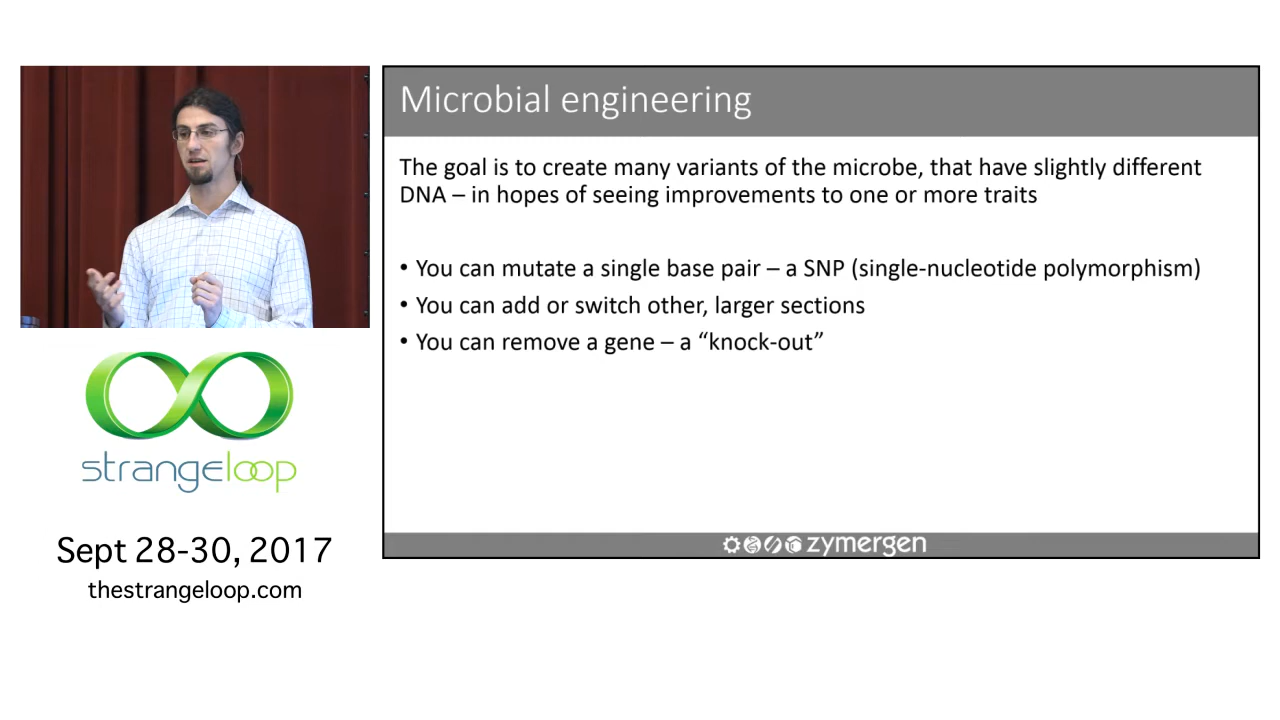 Microbial engineering
The goal is to create many variants of the microbe, that have slightly different
DNA – in hopes of seeing improvements to one or more traits
• You can mutate a single base pair – a SNP (single-nucleotide polymorphism)
• You can add or switch other, larger sections
• You can remove a gene – a “knock-out”
zymergen
strangeloop
Sept 28-30, 2017
thestrangeloop.com